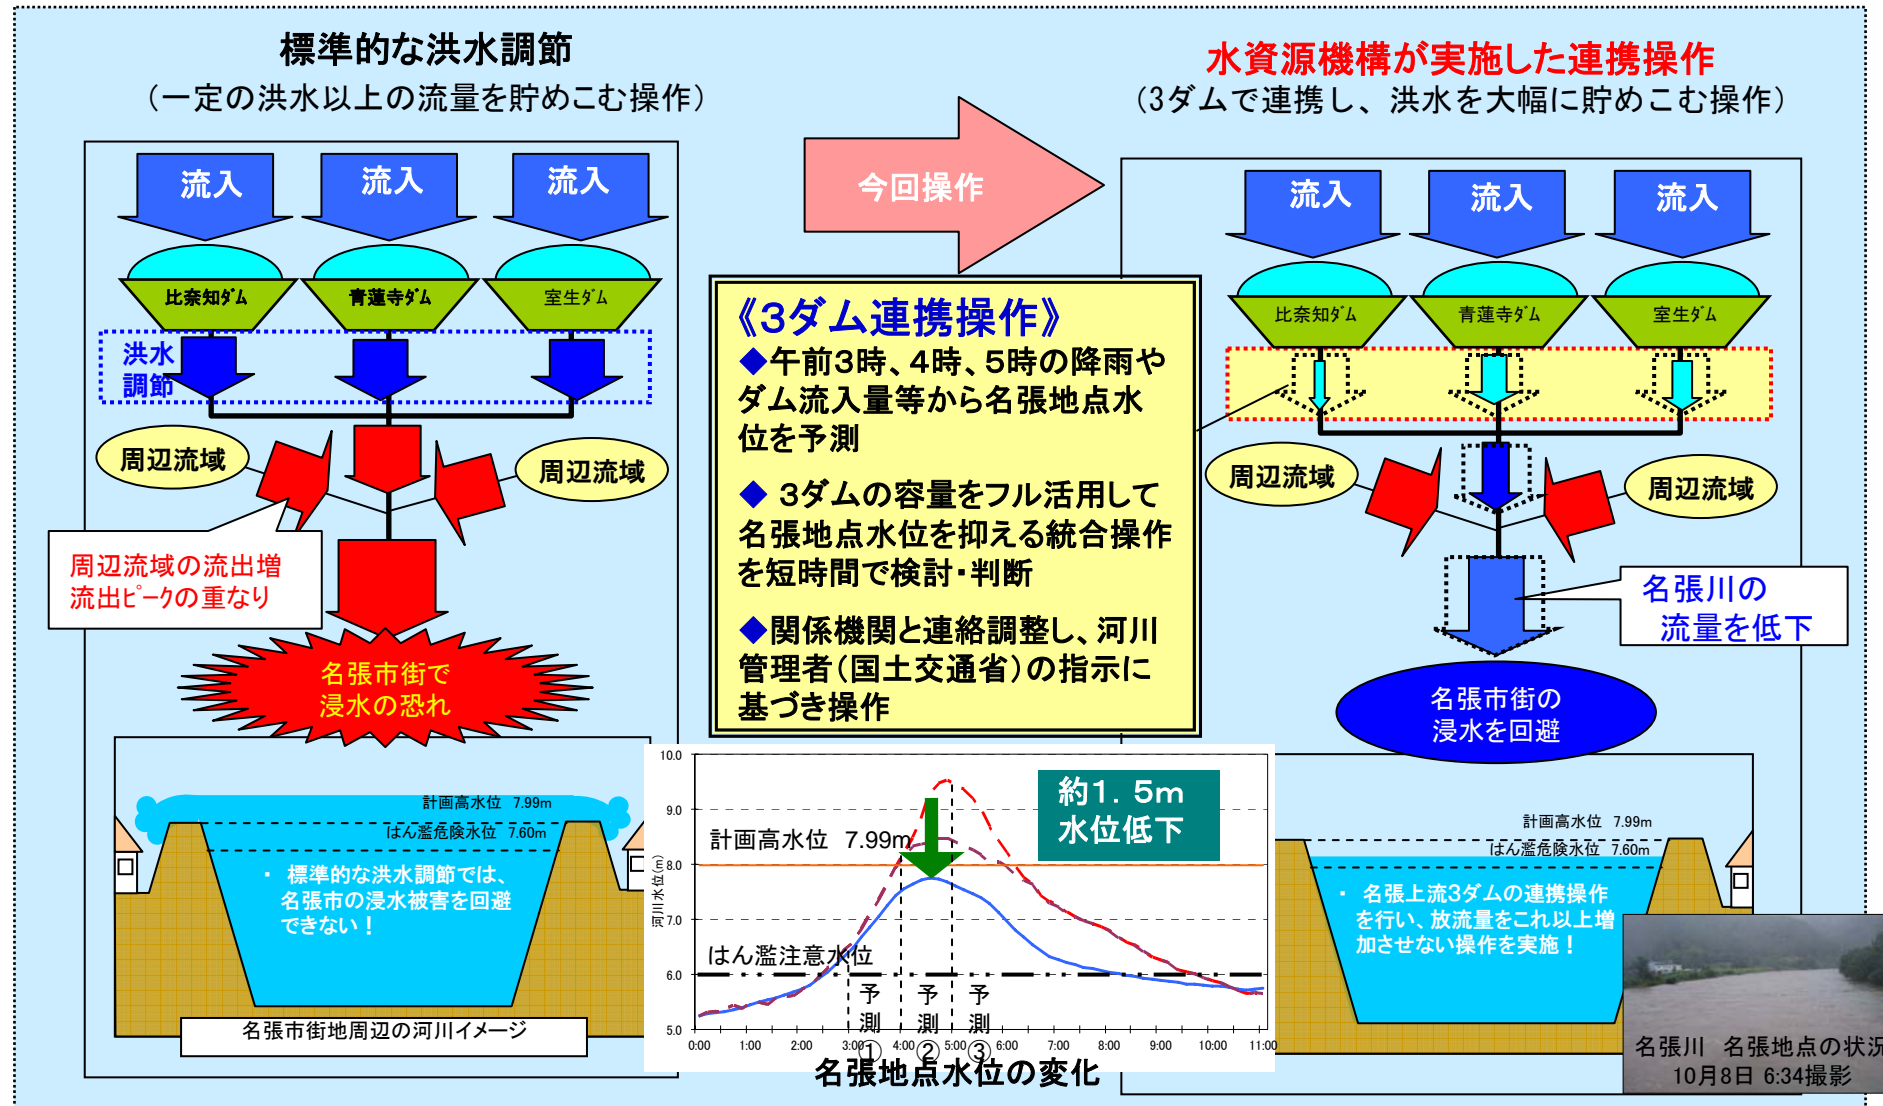 標準的な洪水調節
（一定の洪水以上の流量を貯めこむ操作）
流入
流入
流入
比奈知ﾀﾞﾑ
青蓮寺ﾀﾞﾑ
室生ﾀﾞﾑ
洪水
調節
周辺流域
周辺流域
周辺流域の流出増
流出ﾋﾟｰｸの重なり
名張市街で
浸水の恐れ
計画高水位 7.99m
はん濫危険水位 7.60m
・ 標準的な洪水調節では、
名張市の浸水被害を回避
できない！
名張市街地周辺の河川イメージ
今回操作
《３ダム連携操作》
◆午前3時、4時、5時の降雨や
ダム流入量等から名張地点水
位を予測
◆ ３ダムの容量をフル活用して
名張地点水位を抑える統合操作
を短時間で検討・判断
◆関係機関と連絡調整し、河川
管理者（国土交通省）の指示に
基づき操作
10.0
9.0
8.0
7.0
6.0
5.0
河川水位(m)
計画高水位 7.99m
はん濫注意水位
約1．5m
水位低下
予測①
予測②
予測③
0:00 1:00 2:00 3:00 4:00 5:00 6:00 7:00 8:00 9:00 10:00 11:00
名張地点水位の変化
水資源機構が実施した連携操作
（3ダムで連携し、洪水を大幅に貯めこむ操作）
流入
流入
流入
比奈知ﾀﾞﾑ
青蓮寺ﾀﾞﾑ
室生ﾀﾞﾑ
周辺流域
周辺流域
名張川の
流量を低下
名張市街の
浸水を回避
計画高水位 7.99m
はん濫危険水位 7.60m
・ 名張上流3ダムの連携操作
を行い、放流量をこれ以上増
加させない操作を実施！
名張川 名張地点の状況
10月8日 6:34撮影